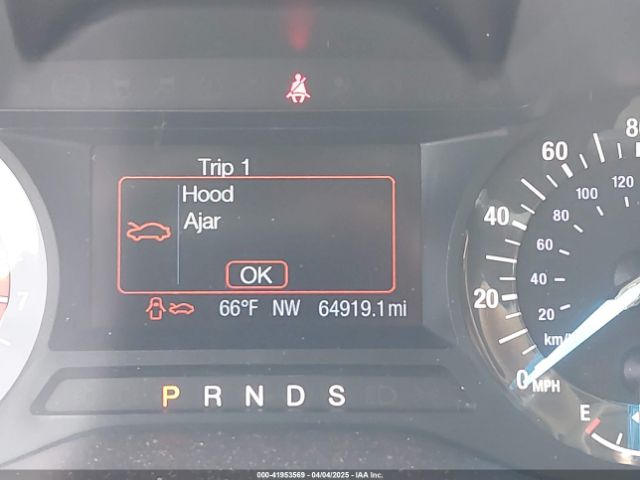 Trip 1
Hood
Ajar
OK
66°F NW 64919.1 mi
P R N D S
7
0 20 40 60 80
20 40 60 80 100 120
km/
MPH
E
000-41953569 - 04/04/2025 - IAA Inc.